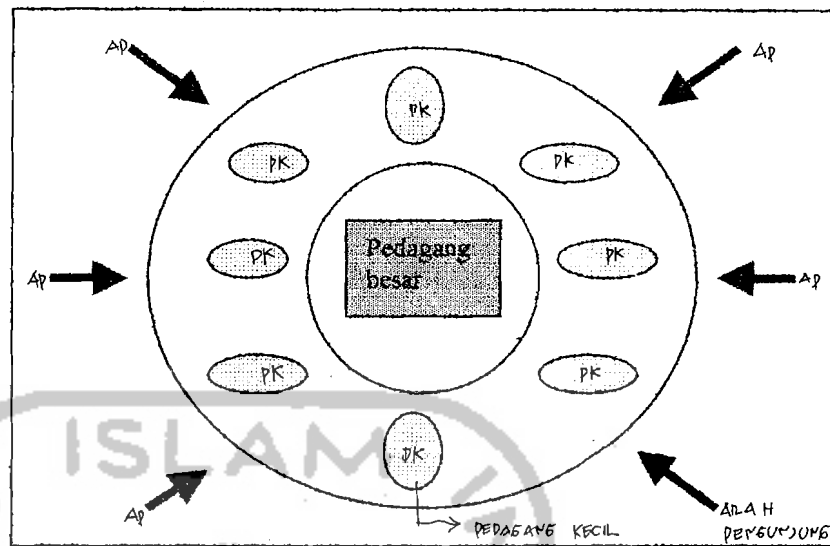 AP
AP
PK
PK
PK
Pedagang
besar
PK
PK
AP
AP
PK
PK
ISLAM
PK
AP
ARAH
PENGUNJUNG
PEDAGANG KECIL